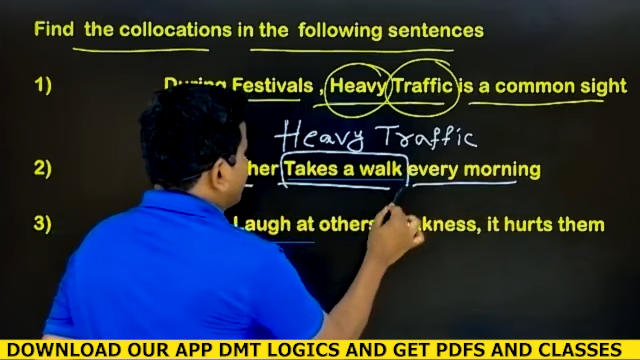 Find the collocations in the following sentences
1) During Festivals , Heavy Traffic is a common sight
Heavy Traffic
2) Takes a walk every morning
3) Laugh at others it hurts them
DOWNLOAD OUR APP DMT LOGICS AND GET PDFS AND CLASSES